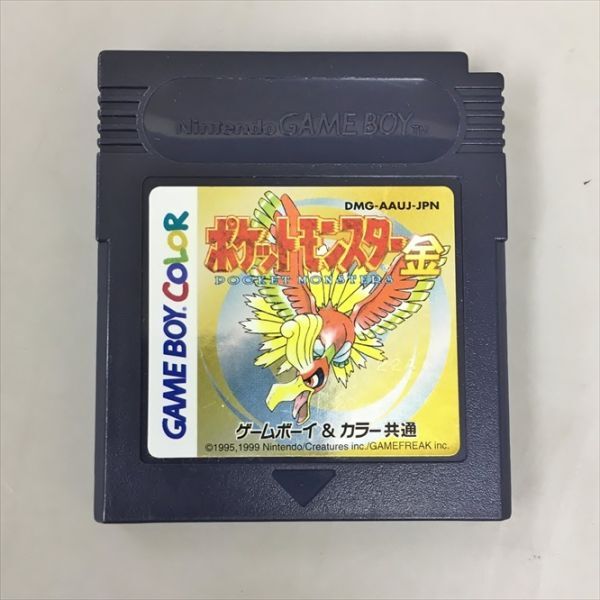 Nintendo GAME BOY TM
GAME BOY COLOR
DMG-AAUJ-JPN
ポケットモンスター金
POCKET MONSTERS
224
ゲームボーイ & カラー共通
©1995,1999 Nintendo/Creatures inc./GAMEFREAK inc.